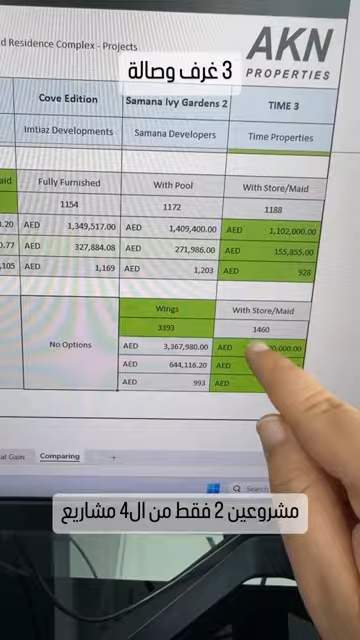 AKN
PROPERTIES
d Residence Complex - Projects
3 غرف وصالة
Cove Edition Samana Ivy Gardens 2 TIME 3
Imtiaz Developments Samana Developers Time Properties
aid Fully Furnished With Pool With Store/Maid
1154 1172 1188
3.20 AED 1,349,517.00 AED 1,409,400.00 AED 1,102,000.00
0.77 AED 327,884.08 AED 271,986.00 AED 155,855.00
,105 AED 1,169 AED 1,203 AED 928
Wings With Store/Maid
3393 1460
No Options AED 3,367,980.00 AED 0,000.00
AED 644,116.20 AED
AED 993 AED
al Gain Comparing +
Search
مشروعين 2 فقط من ال4 مشاريع